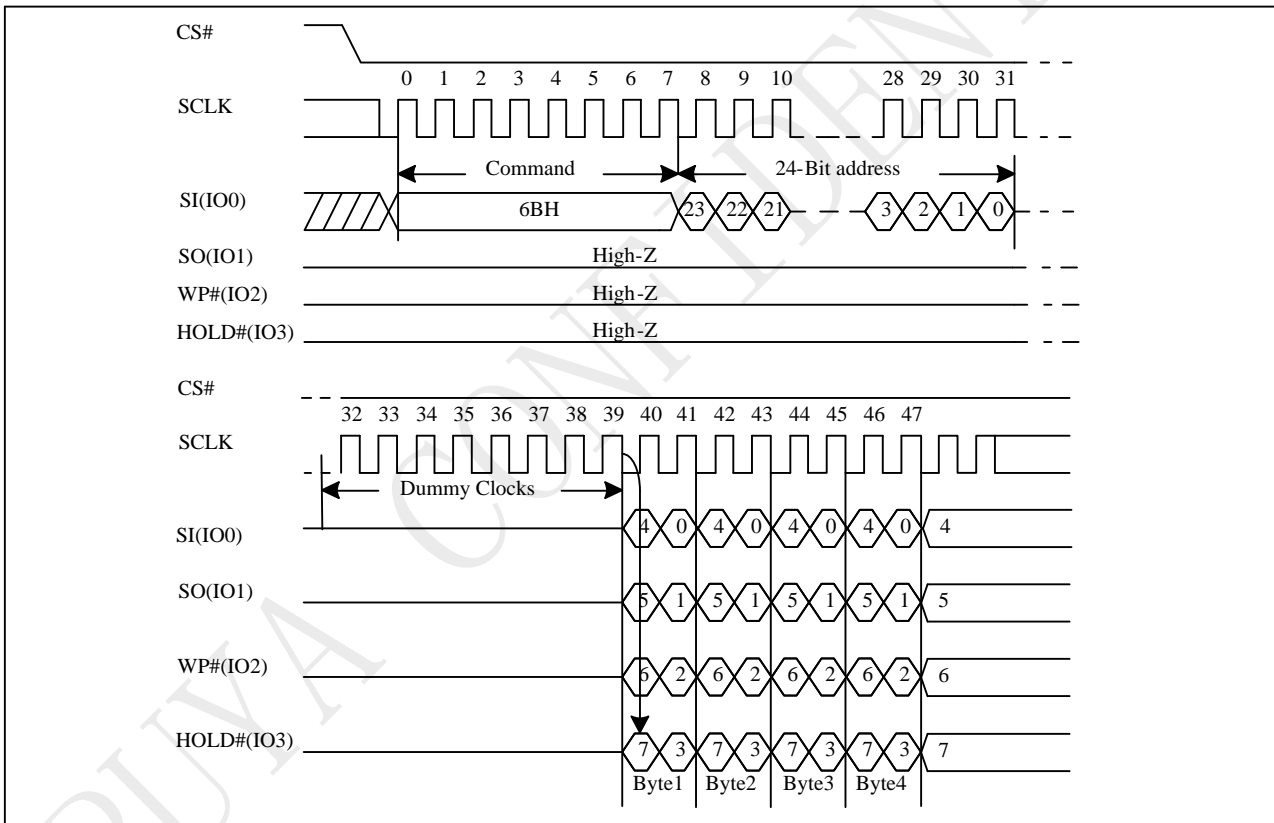 CS#
0 1 2 3 4 5 6 7 8 9 10 28 29 30 31
SCLK
Command 24-Bit address
SI(IO0) 6BH 23 22 21 3 2 1 0
SO(IO1) High-Z
WP#(IO2) High-Z
HOLD#(IO3) High-Z
CS#
32 33 34 35 36 37 38 39 40 41 42 43 44 45 46 47
SCLK
Dummy Clocks
SI(IO0) 4 0 4 0 4 0 4 0 4
SO(IO1) 5 1 5 1 5 1 5 1 5
WP#(IO2) 6 2 6 2 6 2 6 2 6
HOLD#(IO3) 7 3 7 3 7 3 7 3 7
Byte1 Byte2 Byte3 Byte4
PUYA CONFIDENT